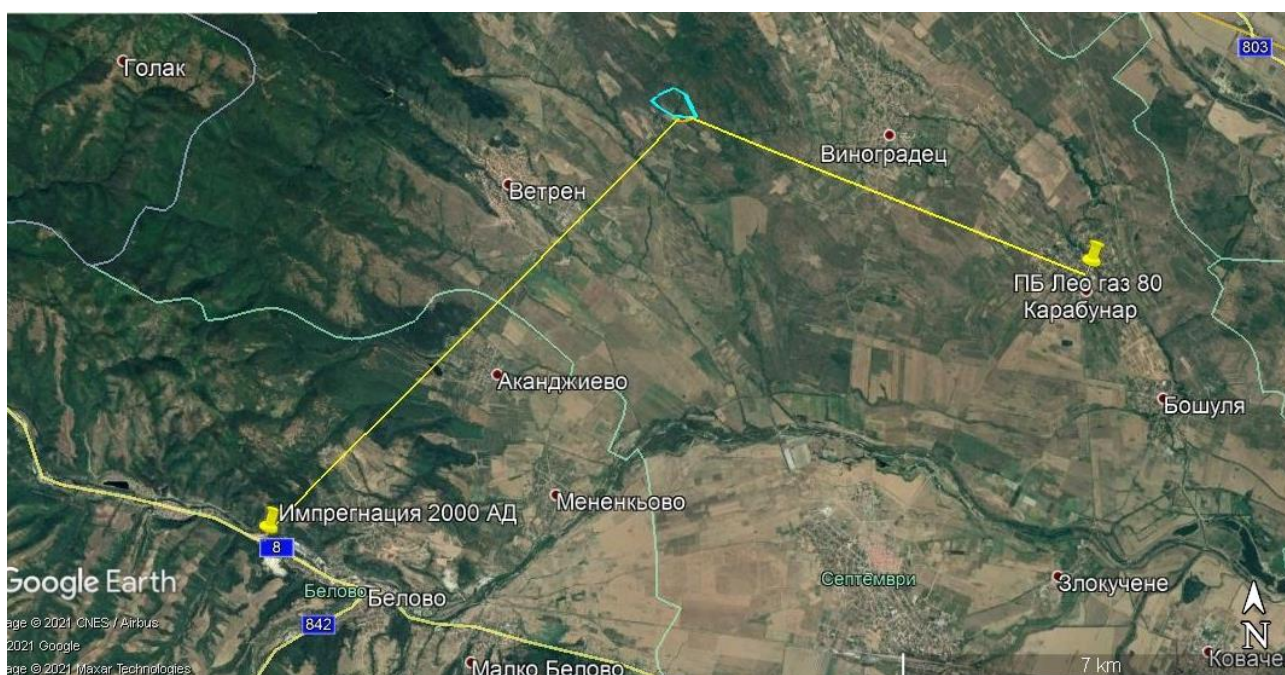 803
Голак
Виноградец
Ветрен
ПБ Лео газ 80
Карабунар
Аканджиево
Бошуля
Мененкьово
Импрегнация 2000 АД
8
Google Earth
Септември
Злокучене
Белово
Белово
842
age © 2021 CNES / Airbus
2021 Google
age © 2021 Maxar Technologies
N
Малко Белово
7 km
Коваче